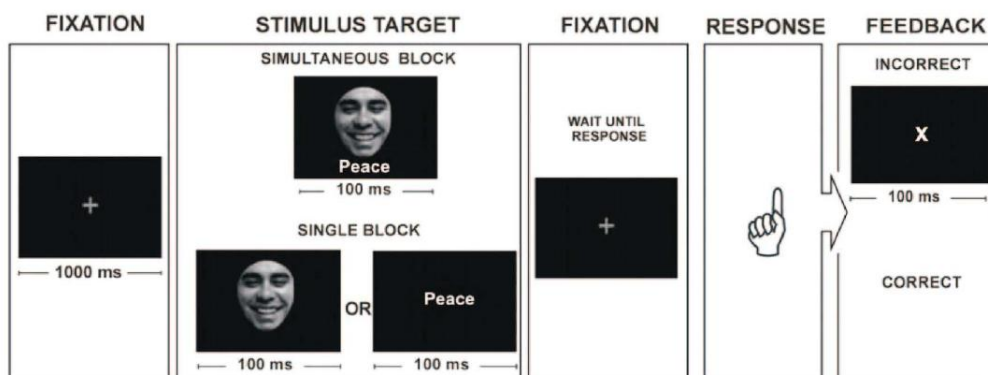 FIXATION
STIMULUS TARGET
FIXATION
RESPONSE
FEEDBACK
SIMULTANEOUS BLOCK
Peace
100 ms
SINGLE BLOCK
OR
Peace
100 ms
100 ms
1000 ms
WAIT UNTIL
RESPONSE
INCORRECT
X
100 ms
CORRECT